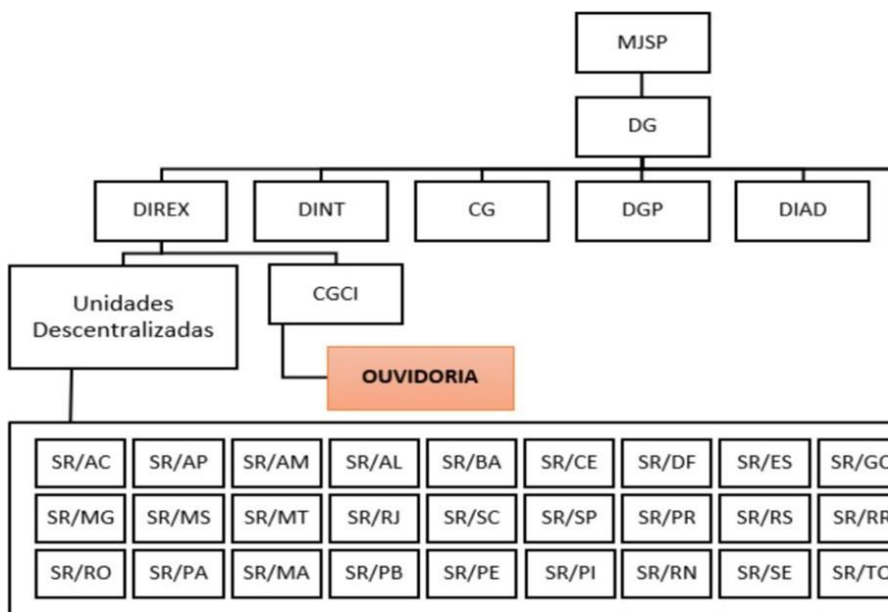 MJSP
DG
DIREX
DINT
CG
DGP
DIAD
Unidades
Descentralizadas
CGCI
OUVIDORIA
SR/AC SR/AP SR/AM SR/AL SR/BA SR/CE SR/DF SR/ES
SR/MG SR/MS SR/MT SR/RJ SR/SC SR/SP SR/PR SR/RS SR/RR
SR/RO SR/PA SR/MA SR/PB SR/PE SR/PI SR/RN SR/SE